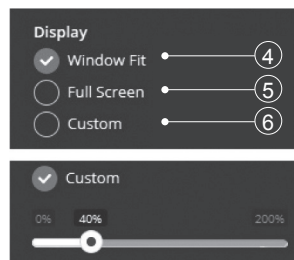 Display
Window Fit 4
Full Screen 5
Custom 6
Custom
0% 40% 200%